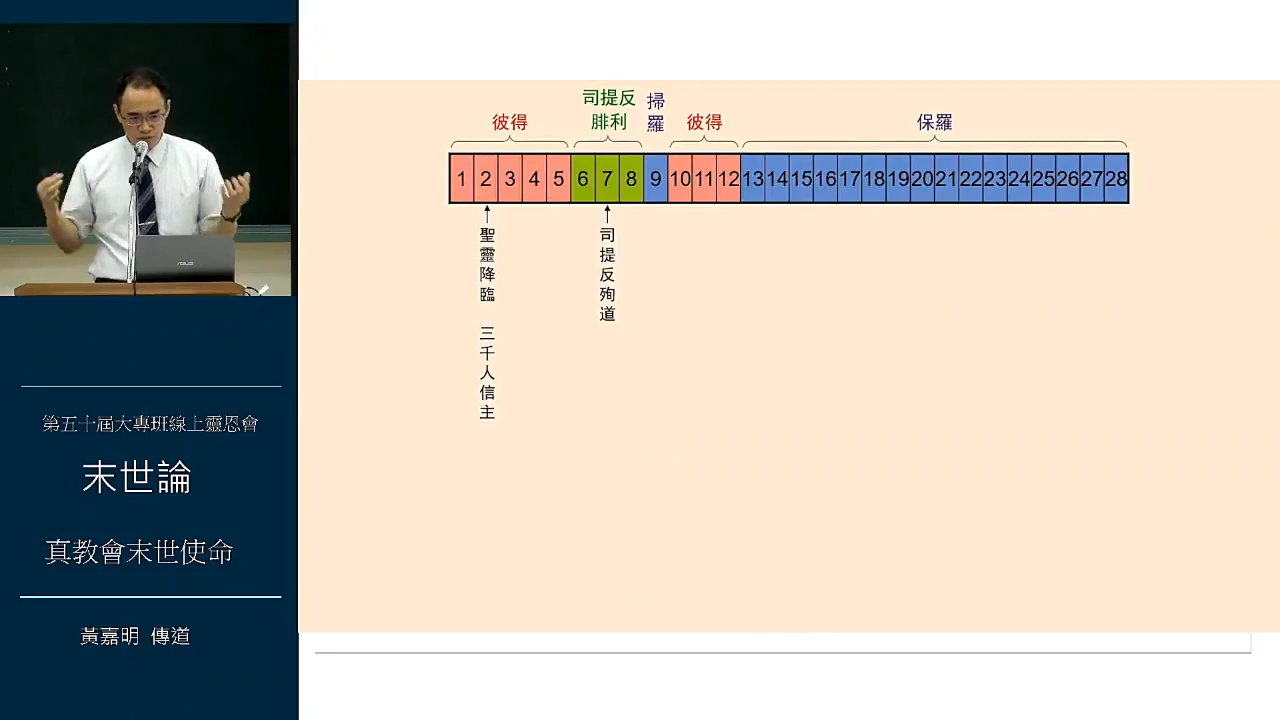 司提反
腓利
掃
羅
彼得
彼得
保羅
1 2 3 4 5 6 7 8 9 10 11 12 13 14 15 16 17 18 19 20 21 22 23 24 25 26 27 28
聖靈降臨 三千人信主
司提反殉道
ASUS
第五十屆大專班線上靈恩會
末世論
真教會末世使命
黃嘉明 傳道